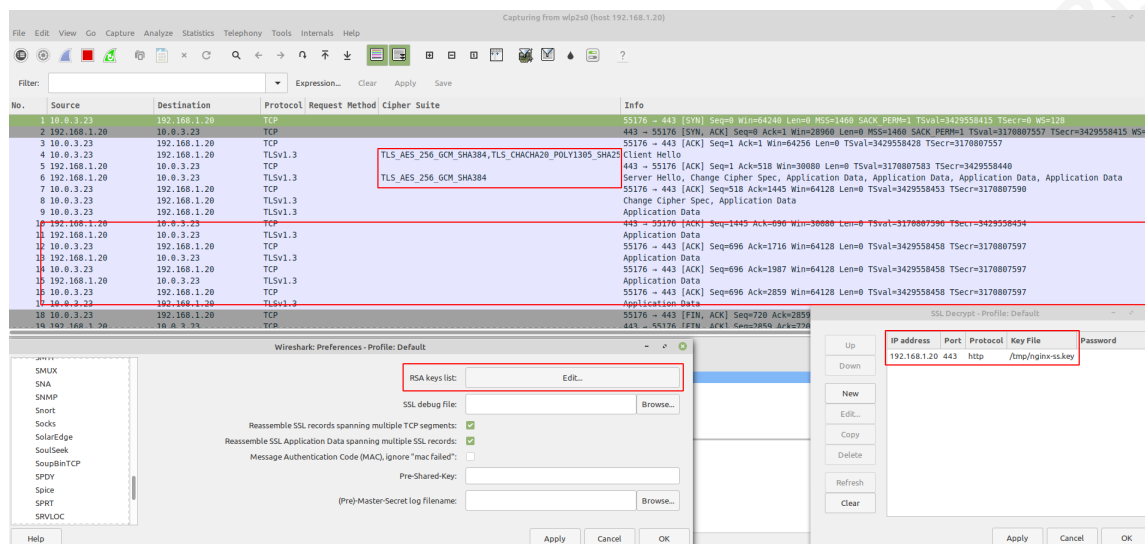 Capturing from wlp2s0 (host 192.168.1.20)
File Edit View Go Capture Analyze Statistics Telephony Tools Internals Help
Filter: Expression... Clear Apply Save
No. Source Destination Protocol Request Method Cipher Suite Info
1 10.0.3.23 192.168.1.20 TCP 55176 → 443 [SYN] Seq=0 Win=64240 Len=0 MSS=1460 SACK_PERM=1 TSval=3429558415 TSecr=0 WS=128
2 192.168.1.20 10.0.3.23 TCP 443 → 55176 [SYN, ACK] Seq=0 Ack=1 Win=28960 Len=0 MSS=1460 SACK_PERM=1 TSval=3170807557 TSecr=3429558415 WS=
3 10.0.3.23 192.168.1.20 TCP 55176 → 443 [ACK] Seq=1 Ack=1 Win=64256 Len=0 TSval=3429558428 TSecr=3170807557
4 10.0.3.23 192.168.1.20 TLSv1.3 TLS_AES_256_GCM_SHA384,TLS_CHACHA20_POLY1305_SHA25 Client Hello
5 192.168.1.20 10.0.3.23 TCP 443 → 55176 [ACK] Seq=1 Ack=518 Win=30080 Len=0 TSval=3170807583 TSecr=3429558440
6 192.168.1.20 10.0.3.23 TLSv1.3 TLS_AES_256_GCM_SHA384 Server Hello, Change Cipher Spec, Application Data, Application Data, Application Data, Application Data
7 10.0.3.23 192.168.1.20 TCP 55176 → 443 [ACK] Seq=518 Ack=1445 Win=64128 Len=0 TSval=3429558453 TSecr=3170807590
8 10.0.3.23 192.168.1.20 TLSv1.3 Change Cipher Spec, Application Data
9 10.0.3.23 192.168.1.20 TLSv1.3 Application Data
10 192.168.1.20 10.0.3.23 TCP 443 → 55176 [ACK] Seq=1445 Ack=696 Win=30080 Len=0 TSval=3170807596 TSecr=3429558454
11 192.168.1.20 10.0.3.23 TLSv1.3 Application Data
12 10.0.3.23 192.168.1.20 TCP 55176 → 443 [ACK] Seq=696 Ack=1716 Win=64128 Len=0 TSval=3429558458 TSecr=3170807597
13 192.168.1.20 10.0.3.23 TLSv1.3 Application Data
14 10.0.3.23 192.168.1.20 TCP 55176 → 443 [ACK] Seq=696 Ack=1987 Win=64128 Len=0 TSval=3429558458 TSecr=3170807597
15 192.168.1.20 10.0.3.23 TLSv1.3 Application Data
16 10.0.3.23 192.168.1.20 TCP 55176 → 443 [ACK] Seq=696 Ack=2859 Win=64128 Len=0 TSval=3429558458 TSecr=3170807597
17 10.0.3.23 192.168.1.20 TLSv1.3 Application Data
18 10.0.3.23 192.168.1.20 TCP 55176 → 443 [FIN, ACK] Seq=720 Ack=2859
19 192.168.1.20 10.0.3.23 TCP 443 → 55176 [FIN, ACK] Seq=2859 Ack=720
Wireshark: Preferences - Profile: Default
SMUX
SNA
SNMP
Snort
Socks
SolarEdge
SoulSeek
SoupBinTCP
SPDY
Spice
SPRT
SRVLOC
RSA keys list: Edit...
SSL debug file: Browse...
Reassemble SSL records spanning multiple TCP segments:
Reassemble SSL Application Data spanning multiple SSL records:
Message Authentication Code (MAC), ignore "mac failed":
Pre-Shared-Key:
(Pre)-Master-Secret log filename: Browse...
Help Apply Cancel OK
SSL Decrypt - Profile: Default
Up
Down
New
Edit...
Copy
Delete
Refresh
Clear
IP address Port Protocol Key File Password
192.168.1.20 443 http /tmp/nginx-ss.key
Apply Cancel OK